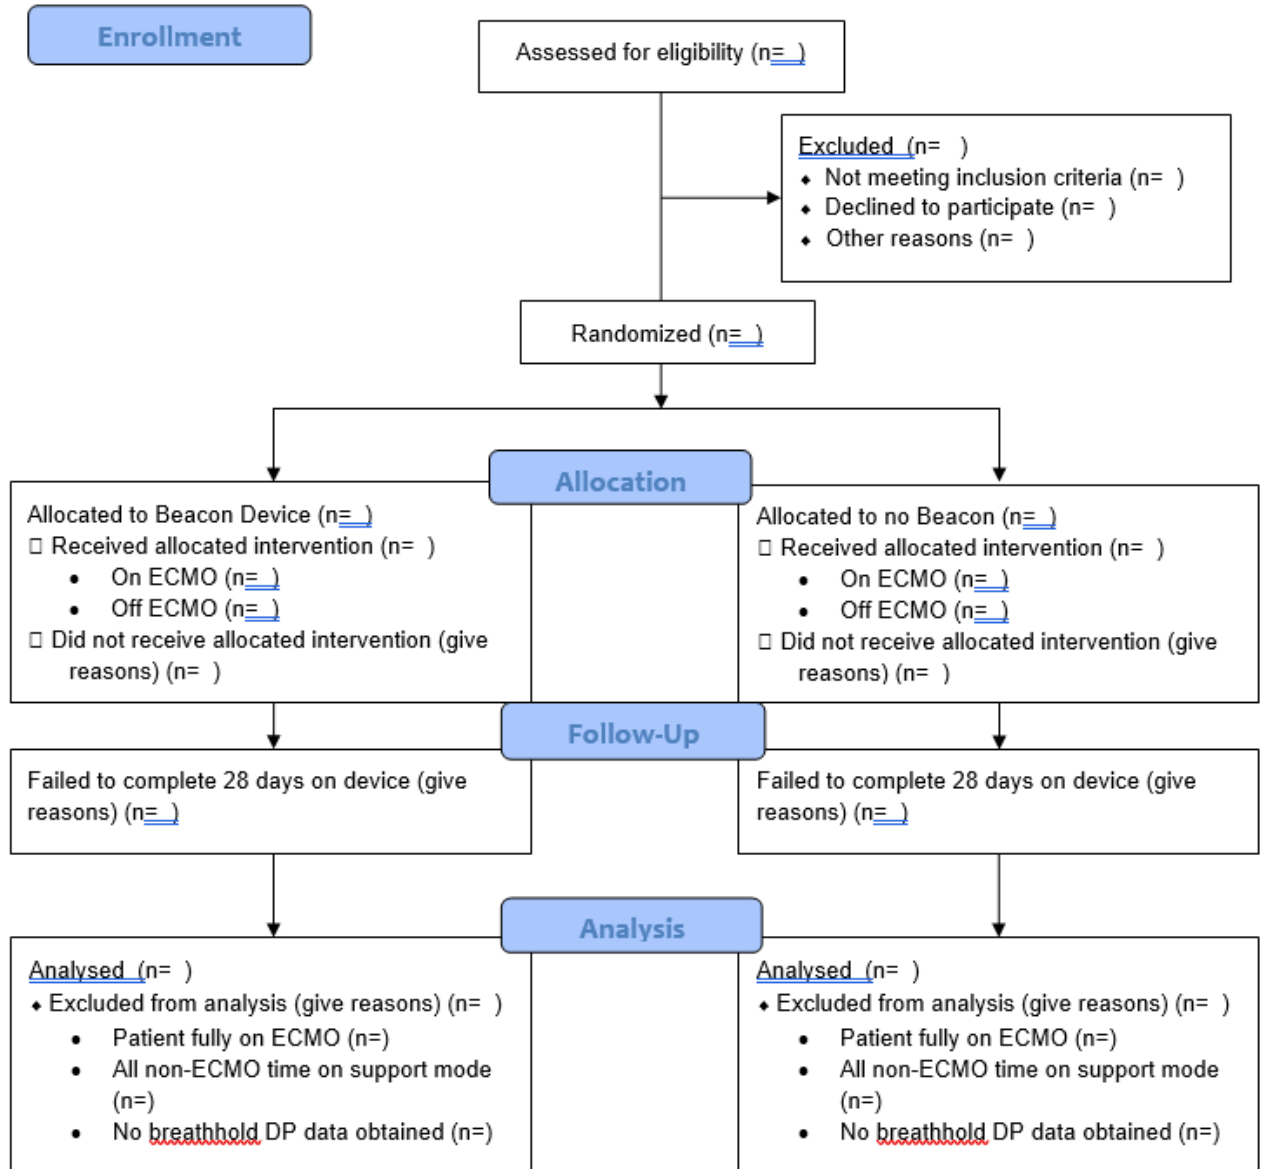 Enrollment
Assessed for eligibility (n= )
Excluded (n= )
⬥ Not meeting inclusion criteria (n= )
⬥ Declined to participate (n= )
⬥ Other reasons (n= )
Randomized (n= )
Allocation
Allocated to Beacon Device (n= )
□ Received allocated intervention (n= )
• On ECMO (n= )
• Off ECMO (n= )
□ Did not receive allocated intervention (give
reasons) (n= )
Allocated to no Beacon (n= )
□ Received allocated intervention (n= )
• On ECMO (n= )
• Off ECMO (n= )
□ Did not receive allocated intervention (give
reasons) (n= )
Follow-Up
Failed to complete 28 days on device (give
reasons) (n= )
Failed to complete 28 days on device (give
reasons) (n= )
Analysis
Analysed (n= )
⬥ Excluded from analysis (give reasons) (n= )
• Patient fully on ECMO (n=)
• All non-ECMO time on support mode
(n=)
• No breathhold DP data obtained (n=)
Analysed (n= )
⬥ Excluded from analysis (give reasons) (n= )
• Patient fully on ECMO (n=)
• All non-ECMO time on support mode
(n=)
• No breathhold DP data obtained (n=)